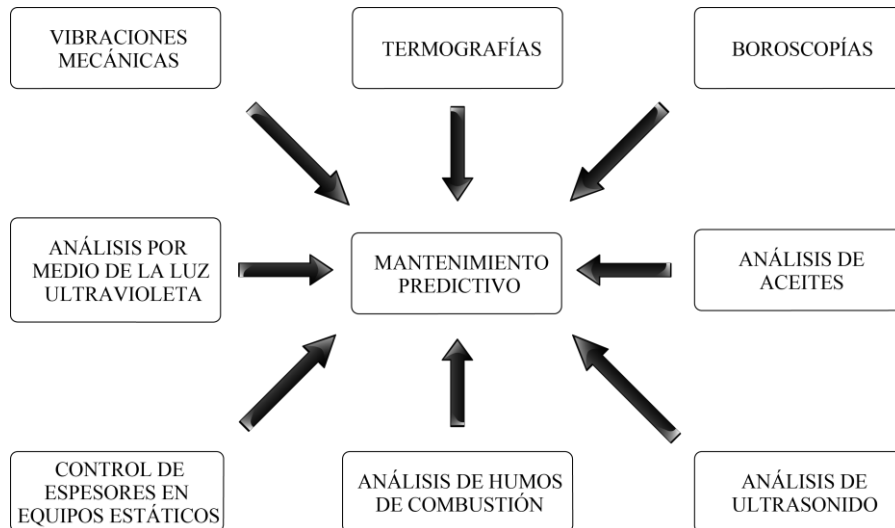 VIBRACIONES
MECÁNICAS
TERMOGRAFÍAS
BOROSCOPÍAS
ANÁLISIS POR
MEDIO DE LA LUZ
ULTRAVIOLETA
MANTENIMIENTO
PREDICTIVO
ANÁLISIS DE
ACEITES
CONTROL DE
ESPESORES EN
EQUIPOS ESTÁTICOS
ANÁLISIS DE HUMOS
DE COMBUSTIÓN
ANÁLISIS DE
ULTRASONIDO